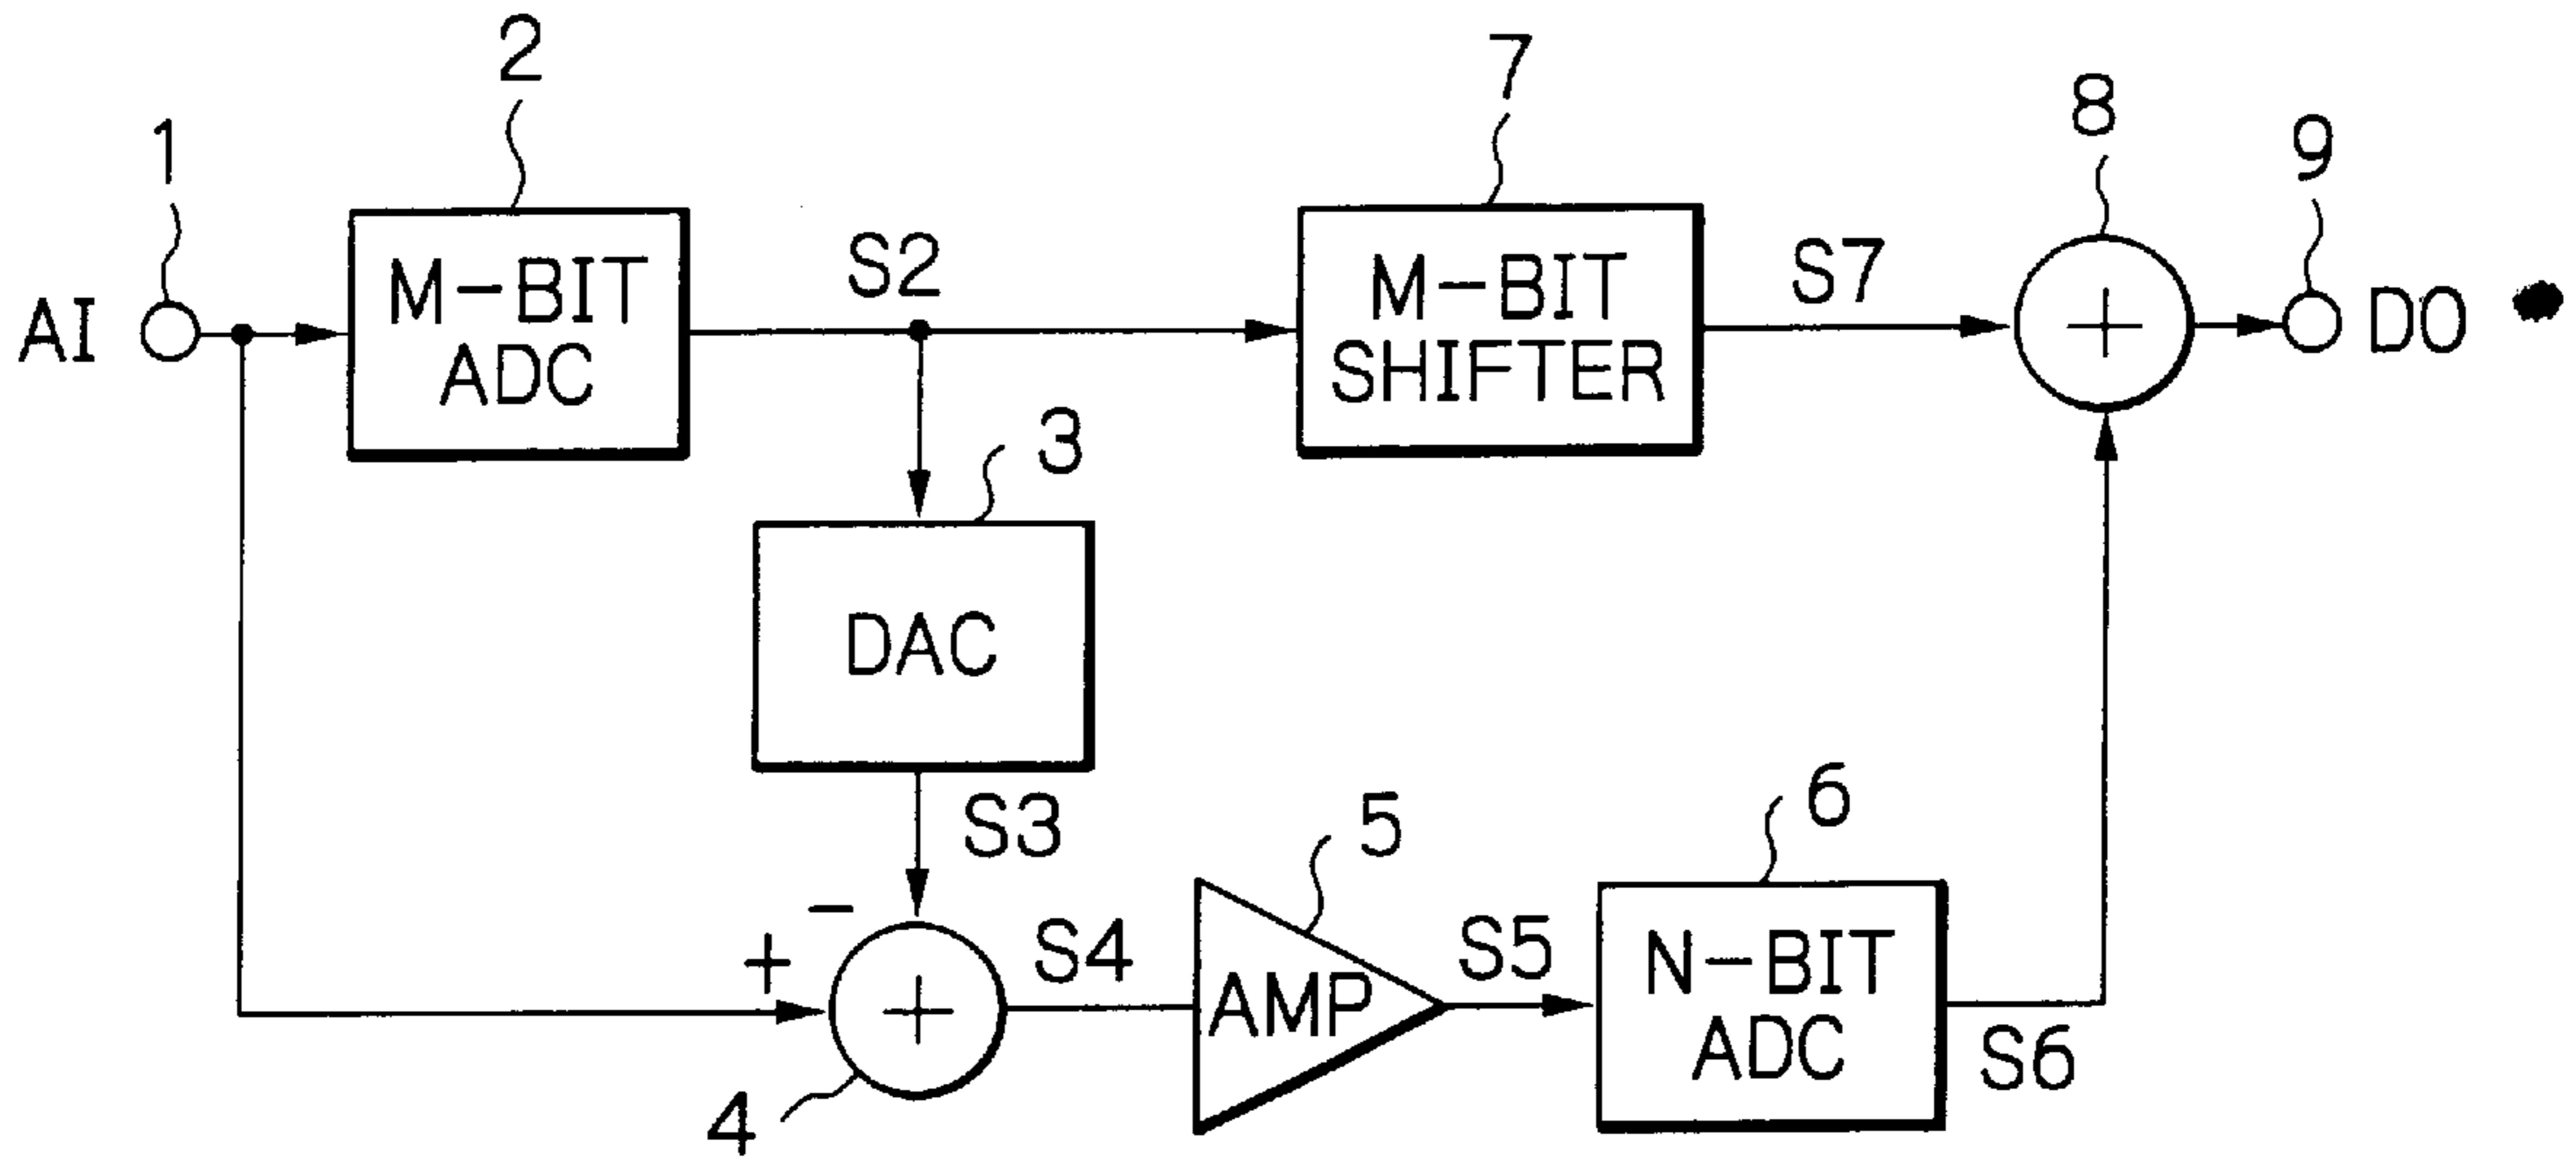 2
7
8
1
9
M-BIT
ADC
S2
M-BIT
SHIFTER
S7
AI
DO
3
DAC
S3
5
6
-
+
+
+
S4
AMP
S5
N-BIT
ADC
S6
4